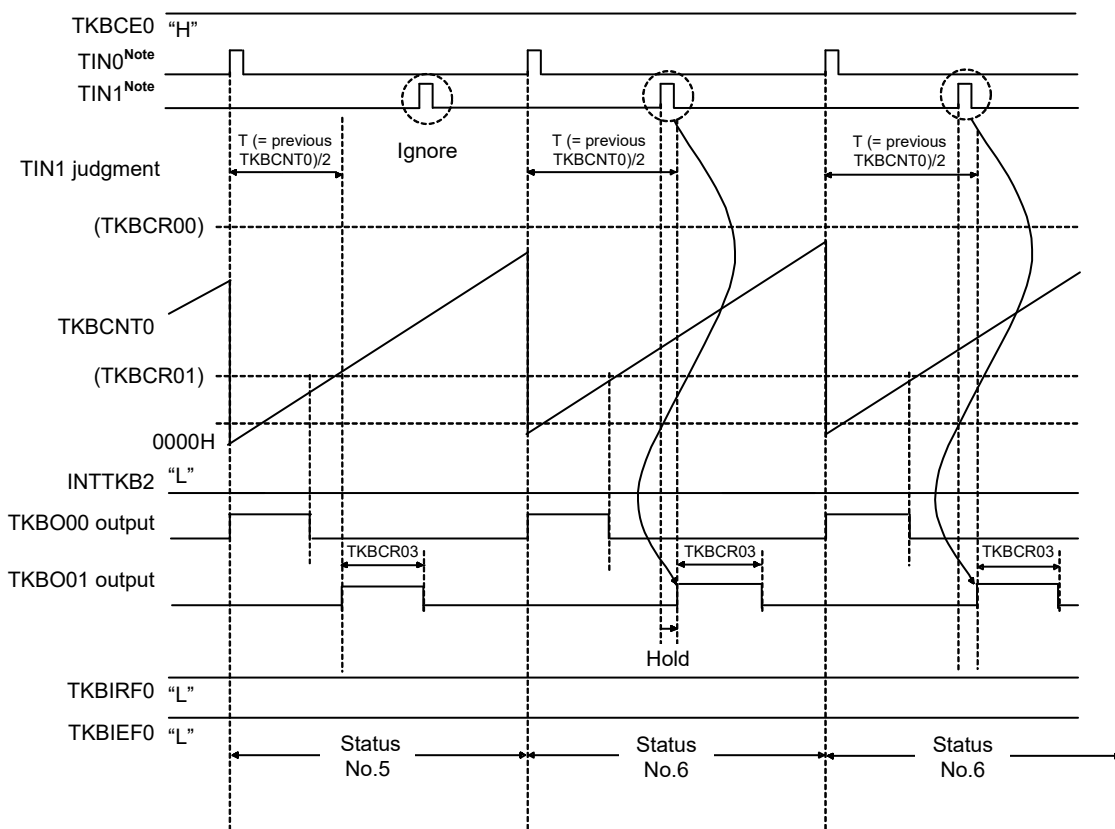 TKBCE0 “H”
TIN0Note
TIN1Note
T (= previous
TKBCNT0)/2
Ignore
T (= previous
TKBCNT0)/2
T (= previous
TKBCNT0)/2
TIN1 judgment
(TKBCR00)
TKBCNT0
(TKBCR01)
0000H
INTTKB2 “L”
TKBO00 output
TKBCR03
TKBCR03
TKBCR03
TKBO01 output
Hold
TKBIRF0 “L”
TKBIEF0 “L”
Status
No.5
Status
No.6
Status
No.6